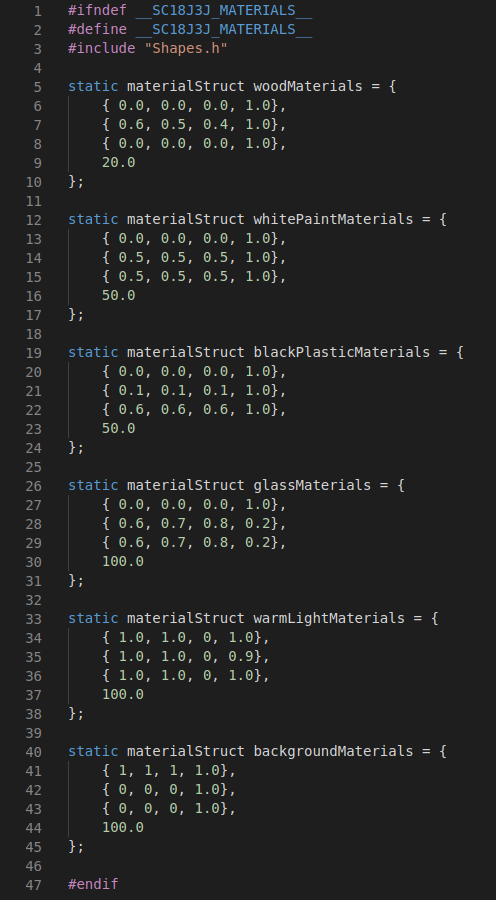 1 #ifndef __SC18J3J_MATERIALS__
2 #define __SC18J3J_MATERIALS__
3 #include "Shapes.h"
4
5 static materialStruct woodMaterials = {
6     { 0.0, 0.0, 0.0, 1.0},
7     { 0.6, 0.5, 0.4, 1.0},
8     { 0.0, 0.0, 0.0, 1.0},
9     20.0
10 };
11
12 static materialStruct whitePaintMaterials = {
13     { 0.0, 0.0, 0.0, 1.0},
14     { 0.5, 0.5, 0.5, 1.0},
15     { 0.5, 0.5, 0.5, 1.0},
16     50.0
17 };
18
19 static materialStruct blackPlasticMaterials = {
20     { 0.0, 0.0, 0.0, 1.0},
21     { 0.1, 0.1, 0.1, 1.0},
22     { 0.6, 0.6, 0.6, 1.0},
23     50.0
24 };
25
26 static materialStruct glassMaterials = {
27     { 0.0, 0.0, 0.0, 1.0},
28     { 0.6, 0.7, 0.8, 0.2},
29     { 0.6, 0.7, 0.8, 0.2},
30     100.0
31 };
32
33 static materialStruct warmLightMaterials = {
34     { 1.0, 1.0, 0, 1.0},
35     { 1.0, 1.0, 0, 0.9},
36     { 1.0, 1.0, 0, 1.0},
37     100.0
38 };
39
40 static materialStruct backgroundMaterials = {
41     { 1, 1, 1, 1.0},
42     { 0, 0, 0, 1.0},
43     { 0, 0, 0, 1.0},
44     100.0
45 };
46
47 #endif